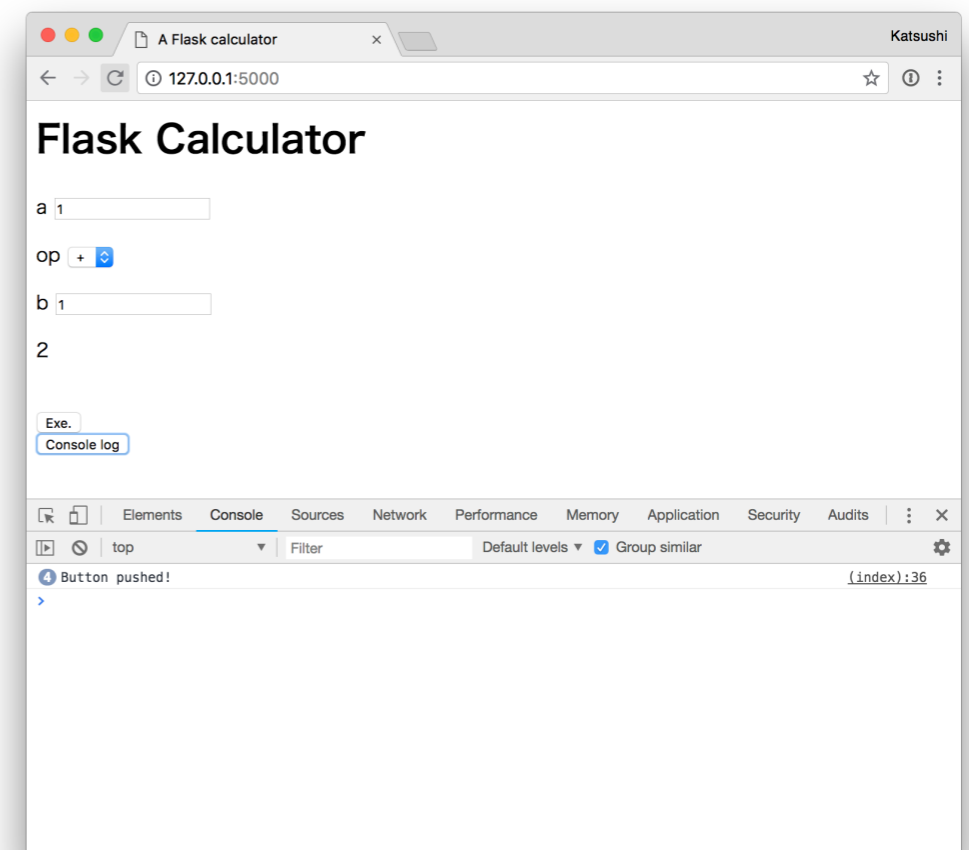 A Flask calculator Katsushi
127.0.0.1:5000
Flask Calculator
a 1
op +
b 1
2
Exe.
Console log
Elements Console Sources Network Performance Memory Application Security Audits
top Filter Default levels Group similar
4 Button pushed! (index):36
>